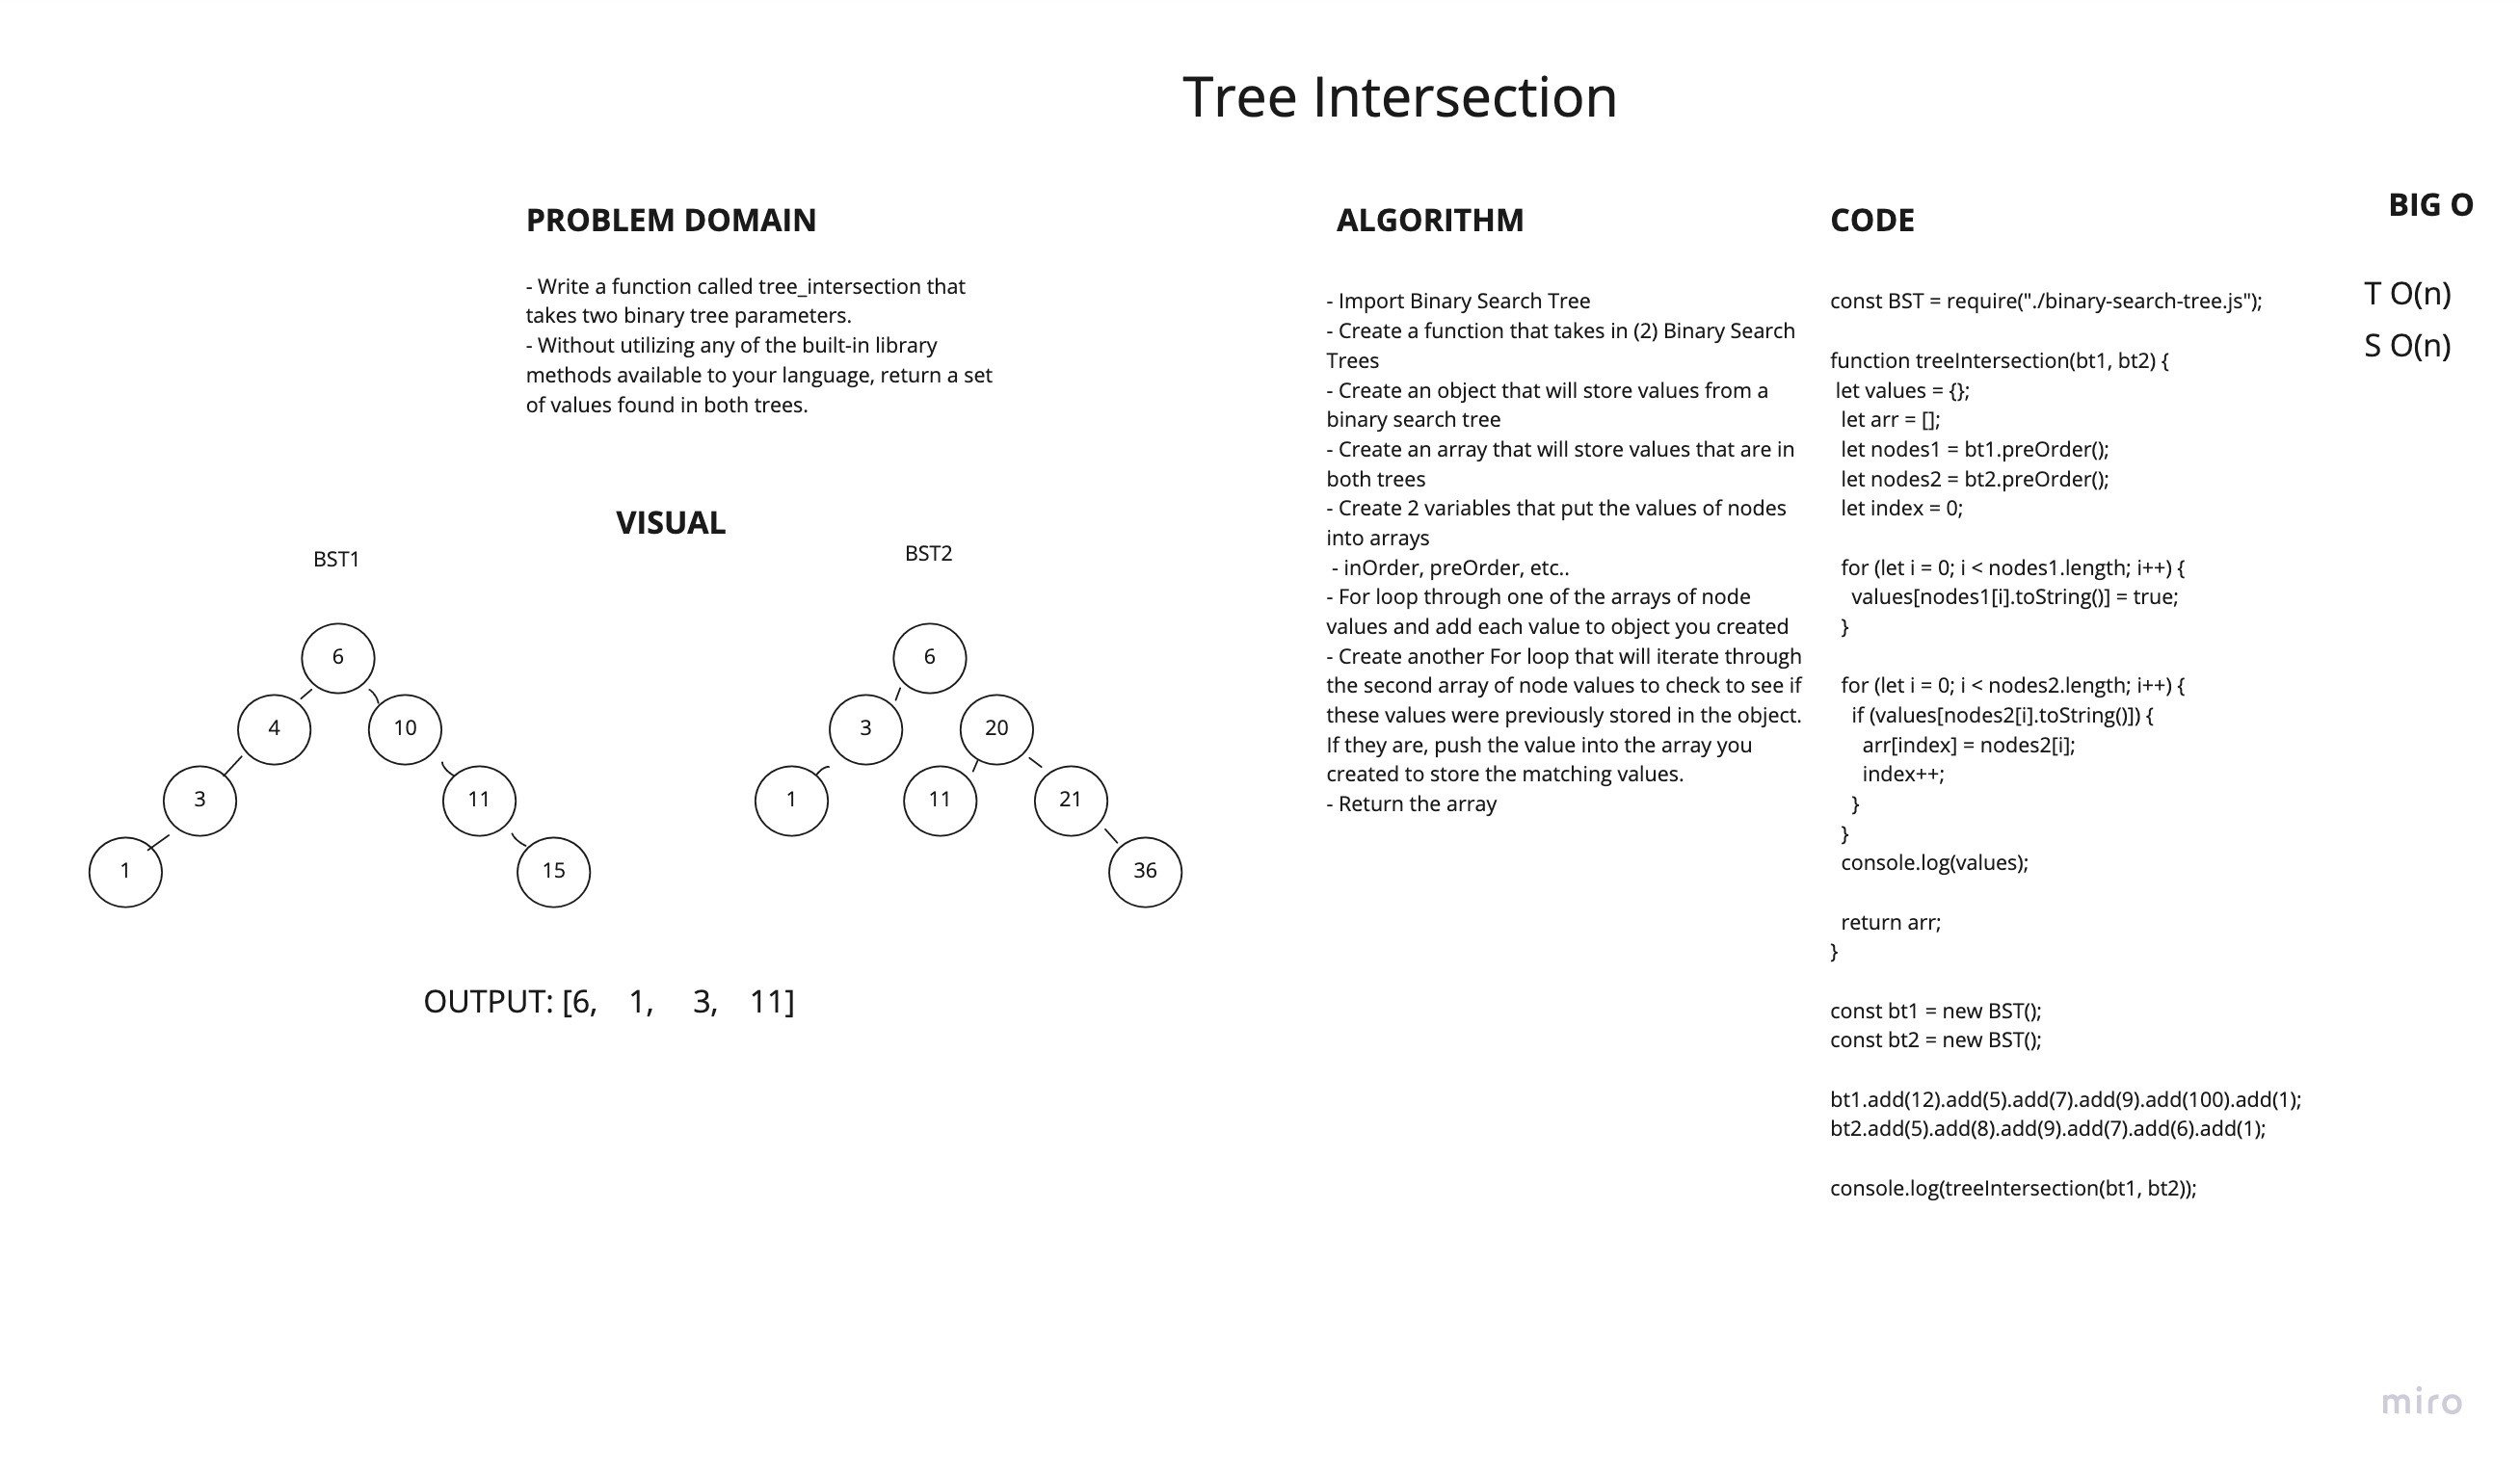 Tree Intersection
PROBLEM DOMAIN
- Write a function called tree_intersection that
takes two binary tree parameters.
- Without utilizing any of the built-in library
methods available to your language, return a set
of values found in both trees.
VISUAL
BST1
6
4
10
3
11
1
15
BST2
6
3
20
1
11
21
36
OUTPUT: [6, 1, 3, 11]
ALGORITHM
- Import Binary Search Tree
- Create a function that takes in (2) Binary Search
Trees
- Create an object that will store values from a
binary search tree
- Create an array that will store values that are in
both trees
- Create 2 variables that put the values of nodes
into arrays
- inOrder, preOrder, etc..
- For loop through one of the arrays of node
values and add each value to object you created
- Create another For loop that will iterate through
the second array of node values to check to see if
these values were previously stored in the object.
If they are, push the value into the array you
created to store the matching values.
- Return the array
CODE
const BST = require("./binary-search-tree.js");
function treeIntersection(bt1, bt2) {
let values = {};
let arr = [];
let nodes1 = bt1.preOrder();
let nodes2 = bt2.preOrder();
let index = 0;
for (let i = 0; i < nodes1.length; i++) {
values[nodes1[i].toString()] = true;
}
for (let i = 0; i < nodes2.length; i++) {
if (values[nodes2[i].toString()]) {
arr[index] = nodes2[i];
index++;
}
}
console.log(values);
return arr;
}
const bt1 = new BST();
const bt2 = new BST();
bt1.add(12).add(5).add(7).add(9).add(100).add(1);
bt2.add(5).add(8).add(9).add(7).add(6).add(1);
console.log(treeIntersection(bt1, bt2));
BIG O
T O(n)
S O(n)
miro